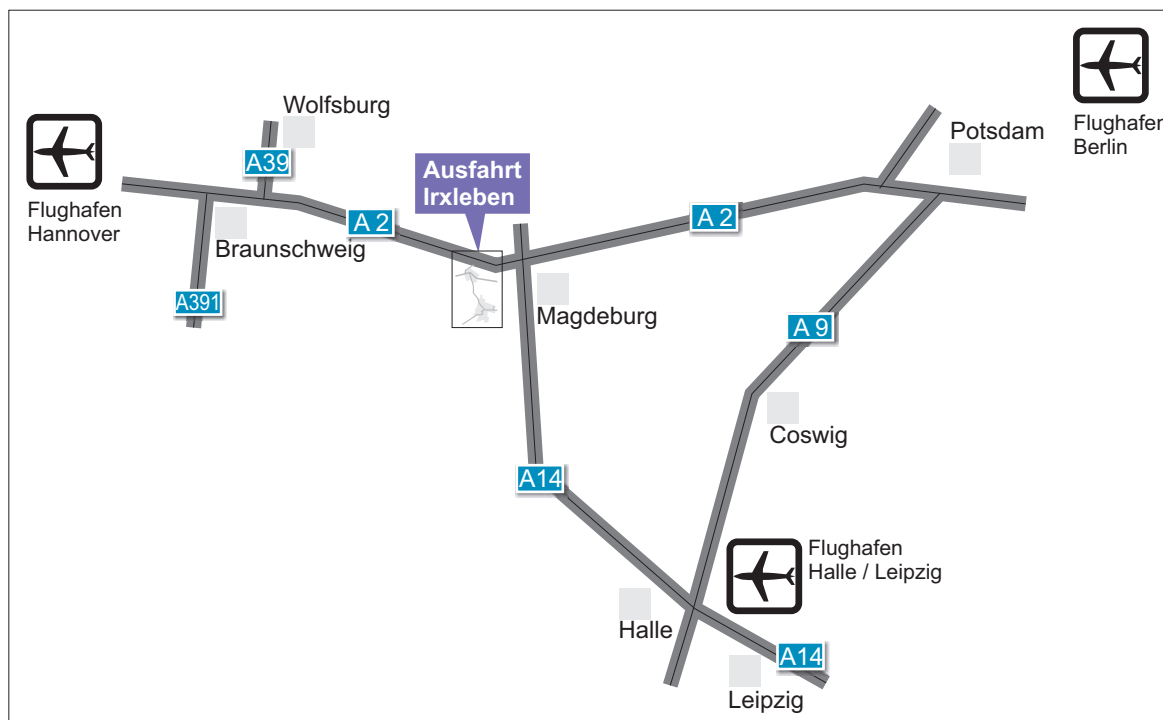 Wolfsburg
A39
Flughafen
Hannover
Braunschweig
A391
A 2
Ausfahrt
Irxleben
Magdeburg
A 2
Potsdam
Flughafen
Berlin
A 9
Coswig
A14
Flughafen
Halle / Leipzig
Halle
A14
Leipzig